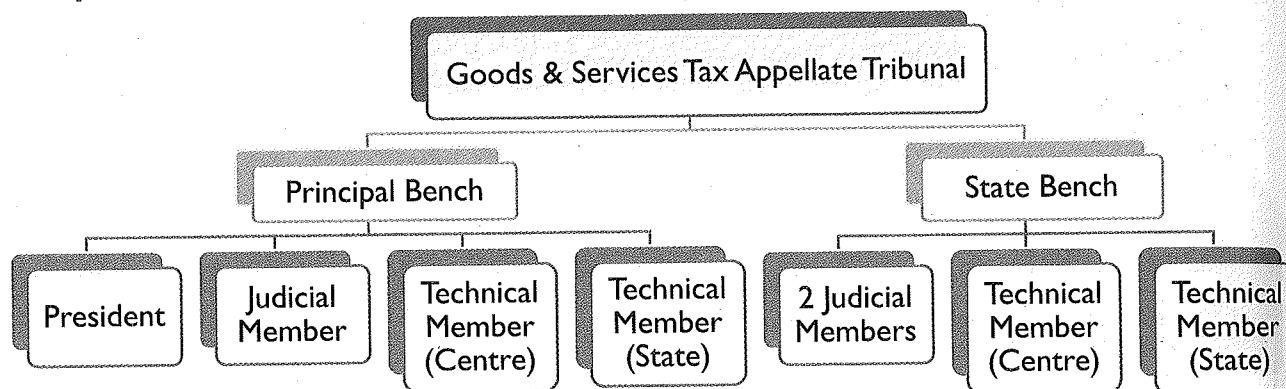 Goods & Services Tax Appellate Tribunal
Principal Bench
State Bench
President
Judicial
Member
Technical
Member
(Centre)
Technical
Member
(State)
2 Judicial
Members
Technical
Member
(Centre)
Technical
Member
(State)